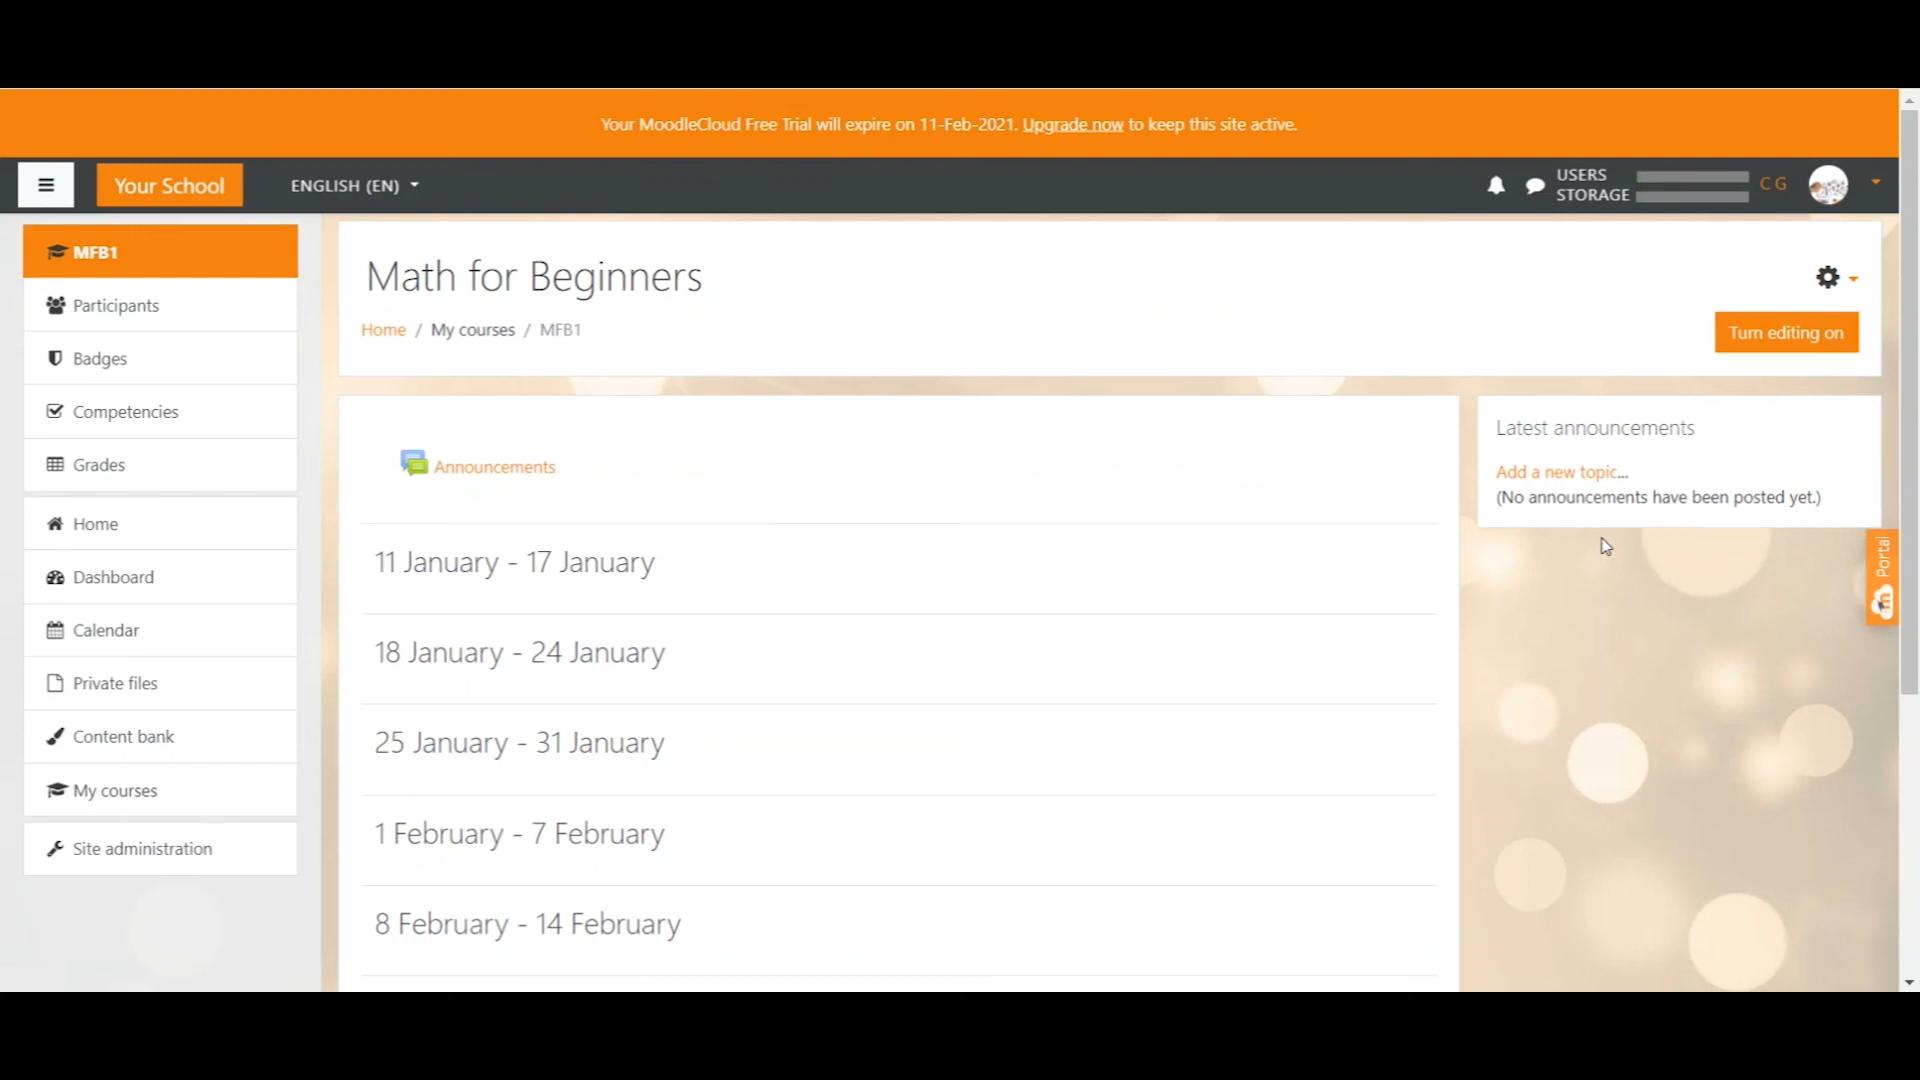 Your MoodleCloud Free Trial will expire on 11-Feb-2021. Upgrade now to keep this site active.
Your School
ENGLISH (EN)
USERS
STORAGE
C G
MFB1
Participants
Badges
Competencies
Grades
Home
Dashboard
Calendar
Private files
Content bank
My courses
Site administration
Math for Beginners
Home / My courses / MFB1
Turn editing on
Announcements
11 January - 17 January
18 January - 24 January
25 January - 31 January
1 February - 7 February
8 February - 14 February
Latest announcements
Add a new topic...
(No announcements have been posted yet.)
Portal
m